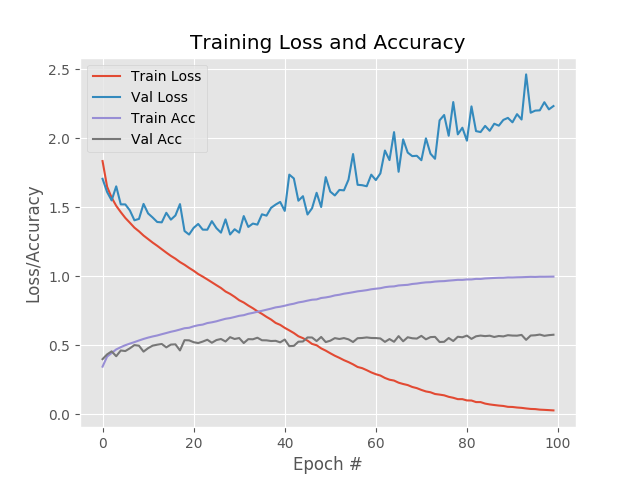 Training Loss and Accuracy
Train Loss
Val Loss
Train Acc
Val Acc
2.5
2.0
1.5
1.0
0.5
0.0
Loss/Accuracy
0 20 40 60 80 100
Epoch #